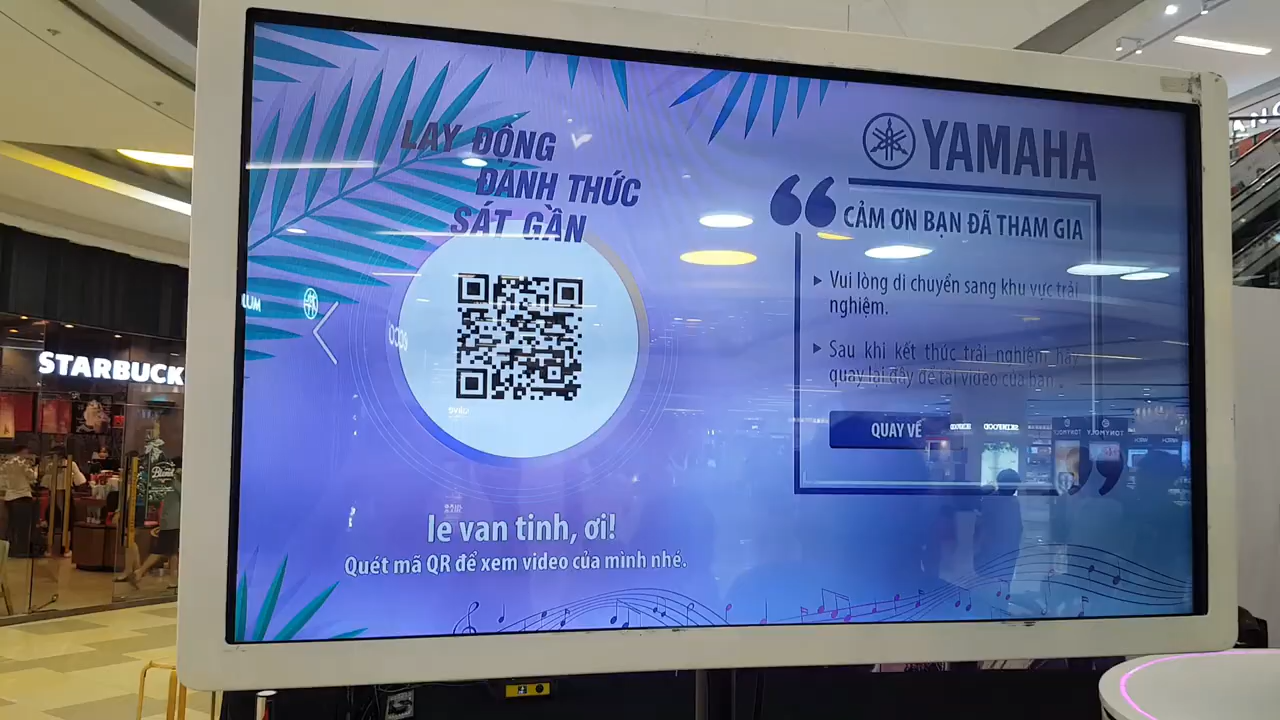 LAY ĐỘNG
ĐÁNH THỨC
SÁT GẦN
YAMAHA
CẢM ƠN BẠN ĐÃ THAM GIA
Vui lòng di chuyển sang khu vực trải
nghiệm.
Sau khi kết thúc trải nghiệm hãy
quay lại đây để tải video của bạn .
QUAY VỀ
le van tinh, ơi!
Quét mã QR để xem video của mình nhé.
STARBUCK
TONYMOLY